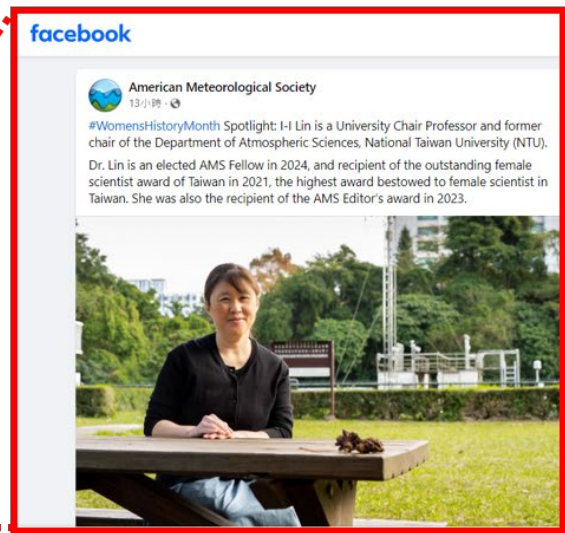 facebook
American Meteorological Society
13小時 ·
#WomensHistoryMonth Spotlight: I-I Lin is a University Chair Professor and former
chair of the Department of Atmospheric Sciences, National Taiwan University (NTU).
Dr. Lin is an elected AMS Fellow in 2024, and recipient of the outstanding female
scientist award of Taiwan in 2021, the highest award bestowed to female scientist in
Taiwan. She was also the recipient of the AMS Editor's award in 2023.